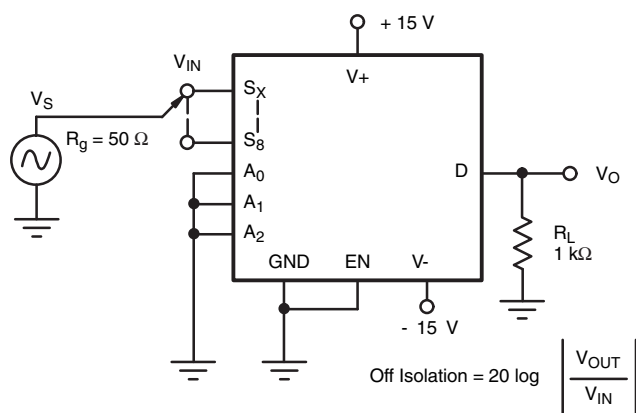 + 15 V
V+
V_IN
V_S
R_g = 50 Ω
S_X
S_8
A_0
A_1
A_2
D
V_O
R_L
1 kΩ
GND
EN
V-
- 15 V
Off Isolation = 20 log
V_OUT
V_IN